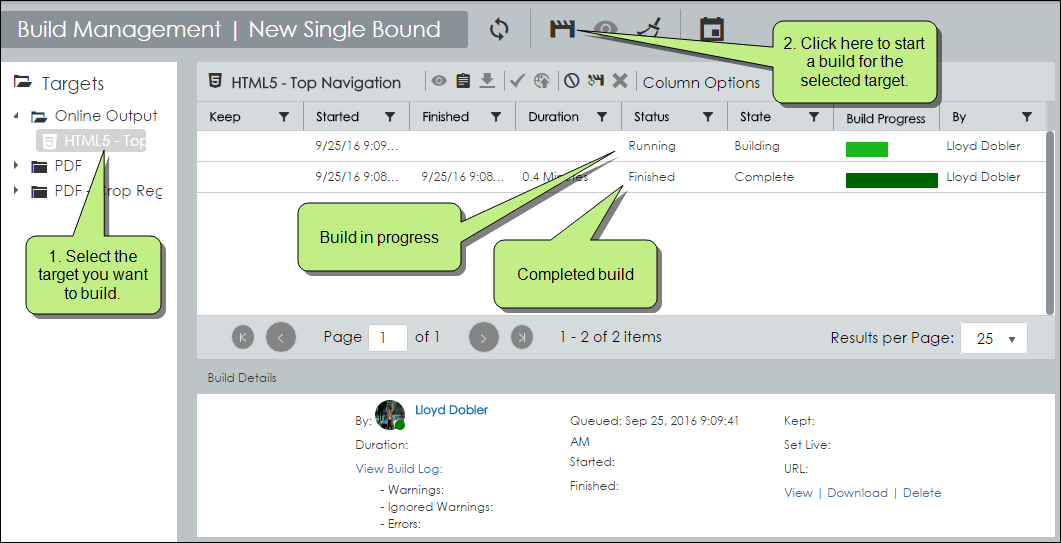 Build Management | New Single Bound
2. Click here to start
a build for the
selected target.
Targets
Online Output
HTML5 - Top
PDF
PDF - Crop Reg
1. Select the
target you want
to build.
HTML5 - Top Navigation
Column Options
Keep Started Finished Duration Status State Build Progress By
9/25/16 9:09... Running Building Lloyd Dobler
9/25/16 9:08... 9/25/16 9:08... 0.4 Minutes Finished Complete Lloyd Dobler
Build in progress
Completed build
Page 1 of 1 1 - 2 of 2 items Results per Page: 25
Build Details
By: Lloyd Dobler
Duration:
View Build Log:
- Warnings:
- Ignored Warnings:
- Errors:
Queued: Sep 25, 2016 9:09:41
AM
Started:
Finished:
Kept:
Set Live:
URL:
View | Download | Delete